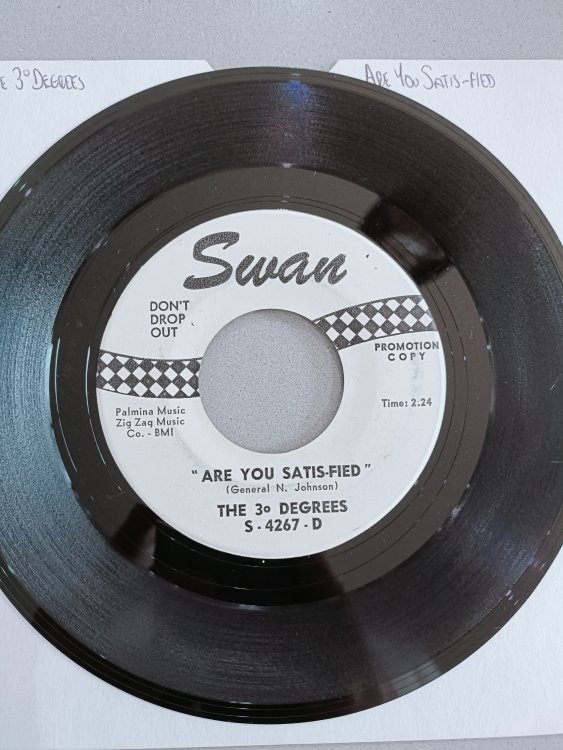 3° DEGREES
ARE YOU SATIS-FIED
Swan
DON'T
DROP
OUT
PROMOTION
COPY
Palmina Music
Zig Zag Music
Co. - BMI
Time: 2.24
"ARE YOU SATIS-FIED"
(General N. Johnson)
THE 3o DEGREES
S-4267-D